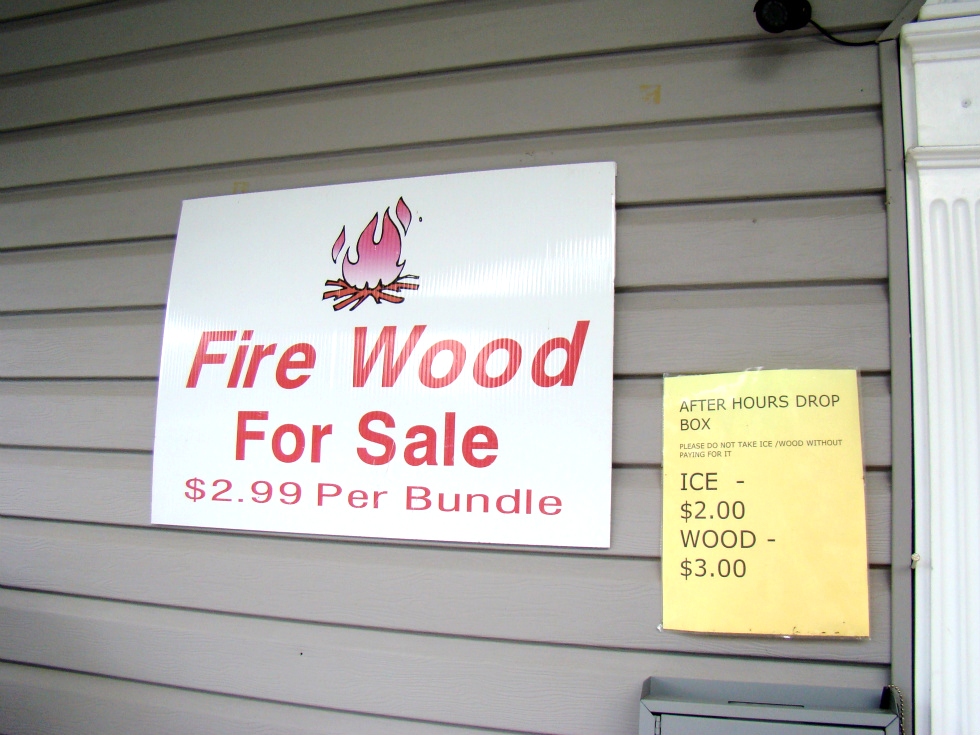 Fire Wood
For Sale
$2.99 Per Bundle
AFTER HOURS DROP
BOX
PLEASE DO NOT TAKE ICE /WOOD WITHOUT
PAYING FOR IT
ICE -
$2.00
WOOD -
$3.00